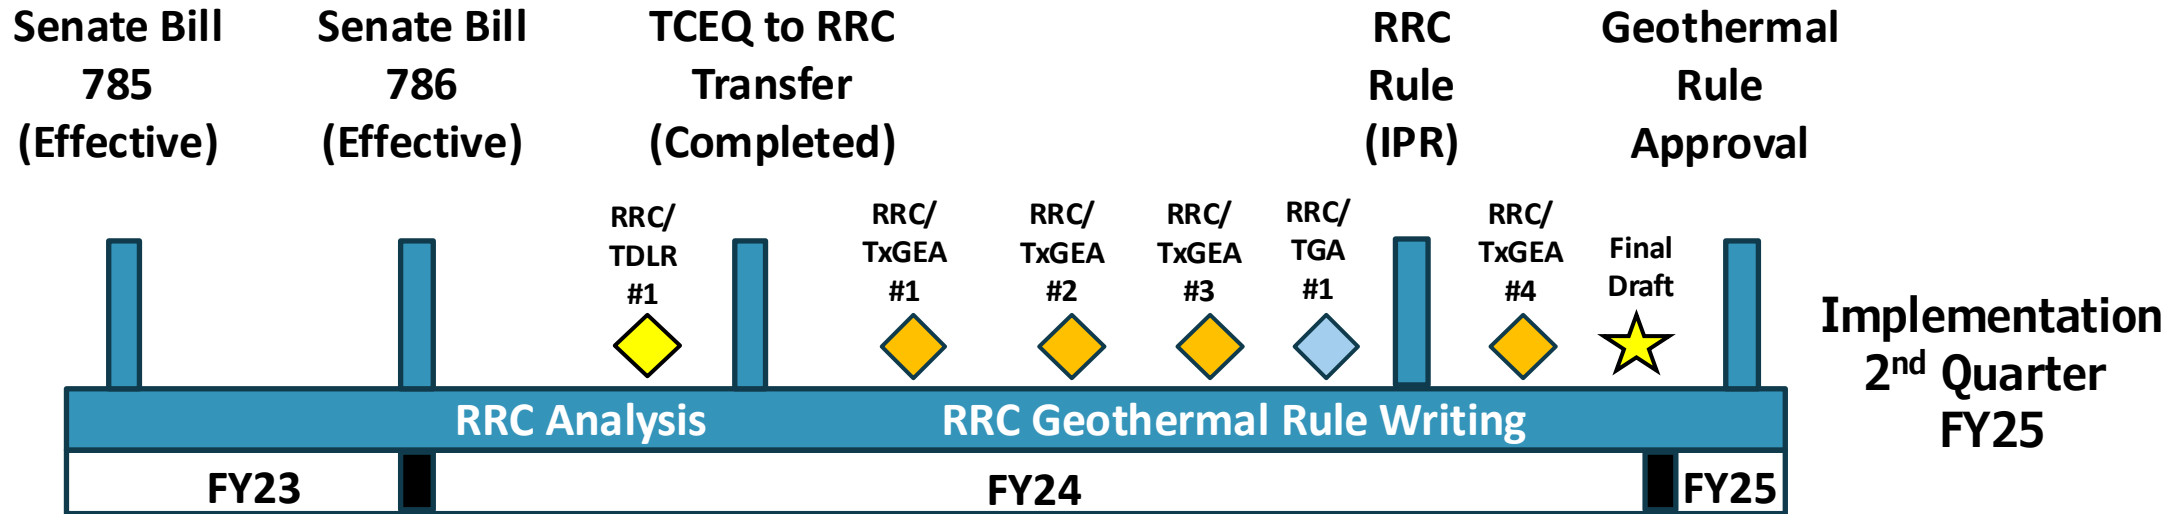 Senate Bill
785
(Effective)
Senate Bill
786
(Effective)
TCEQ to RRC
Transfer
(Completed)
RRC
Rule
(IPR)
Geothermal
Rule
Approval
RRC/
TDLR
#1
RRC/
TxGEA
#1
RRC/
TxGEA
#2
RRC/
TxGEA
#3
RRC/
TGA
#1
RRC/
TxGEA
#4
Final
Draft
Implementation
2nd Quarter
FY25
RRC Analysis
RRC Geothermal Rule Writing
FY23
FY24
FY25